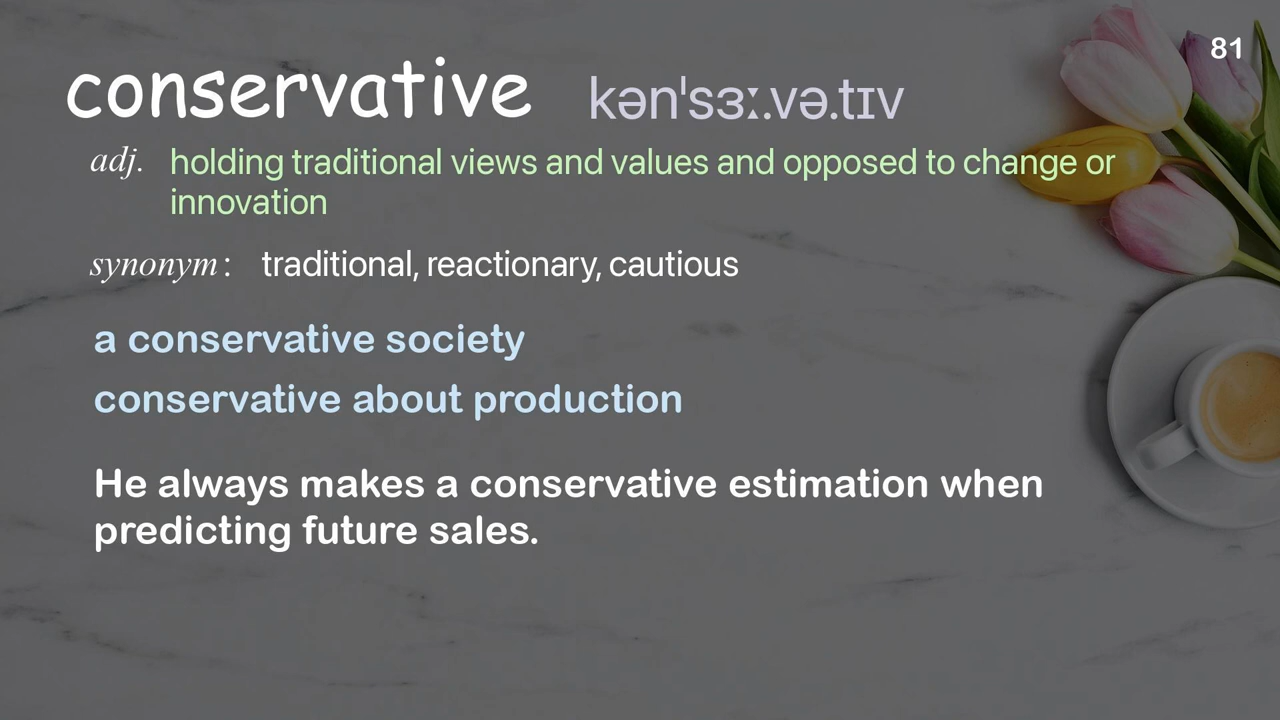 81
conservative kən'sɜː.və.tɪv
adj. holding traditional views and values and opposed to change or
innovation
synonym: traditional, reactionary, cautious
a conservative society
conservative about production
He always makes a conservative estimation when
predicting future sales.